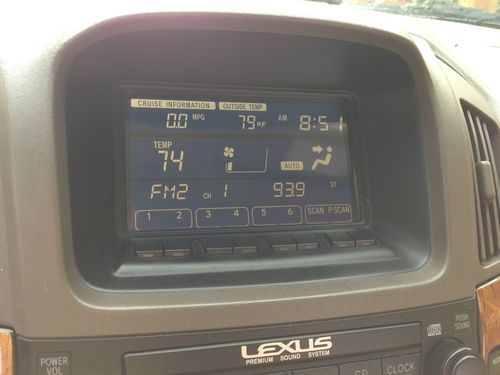 CRUISE INFORMATION OUTSIDE TEMP
0.0 MPG 79°F AM 8:51
TEMP
74 AUTO
FM2 CH 1 93.9 ST
1 2 3 4 5 6 SCAN P.SCAN
LEXUS
PREMIUM SOUND SYSTEM
POWER
VOL
CD CLOCK
PUSH
SOUND